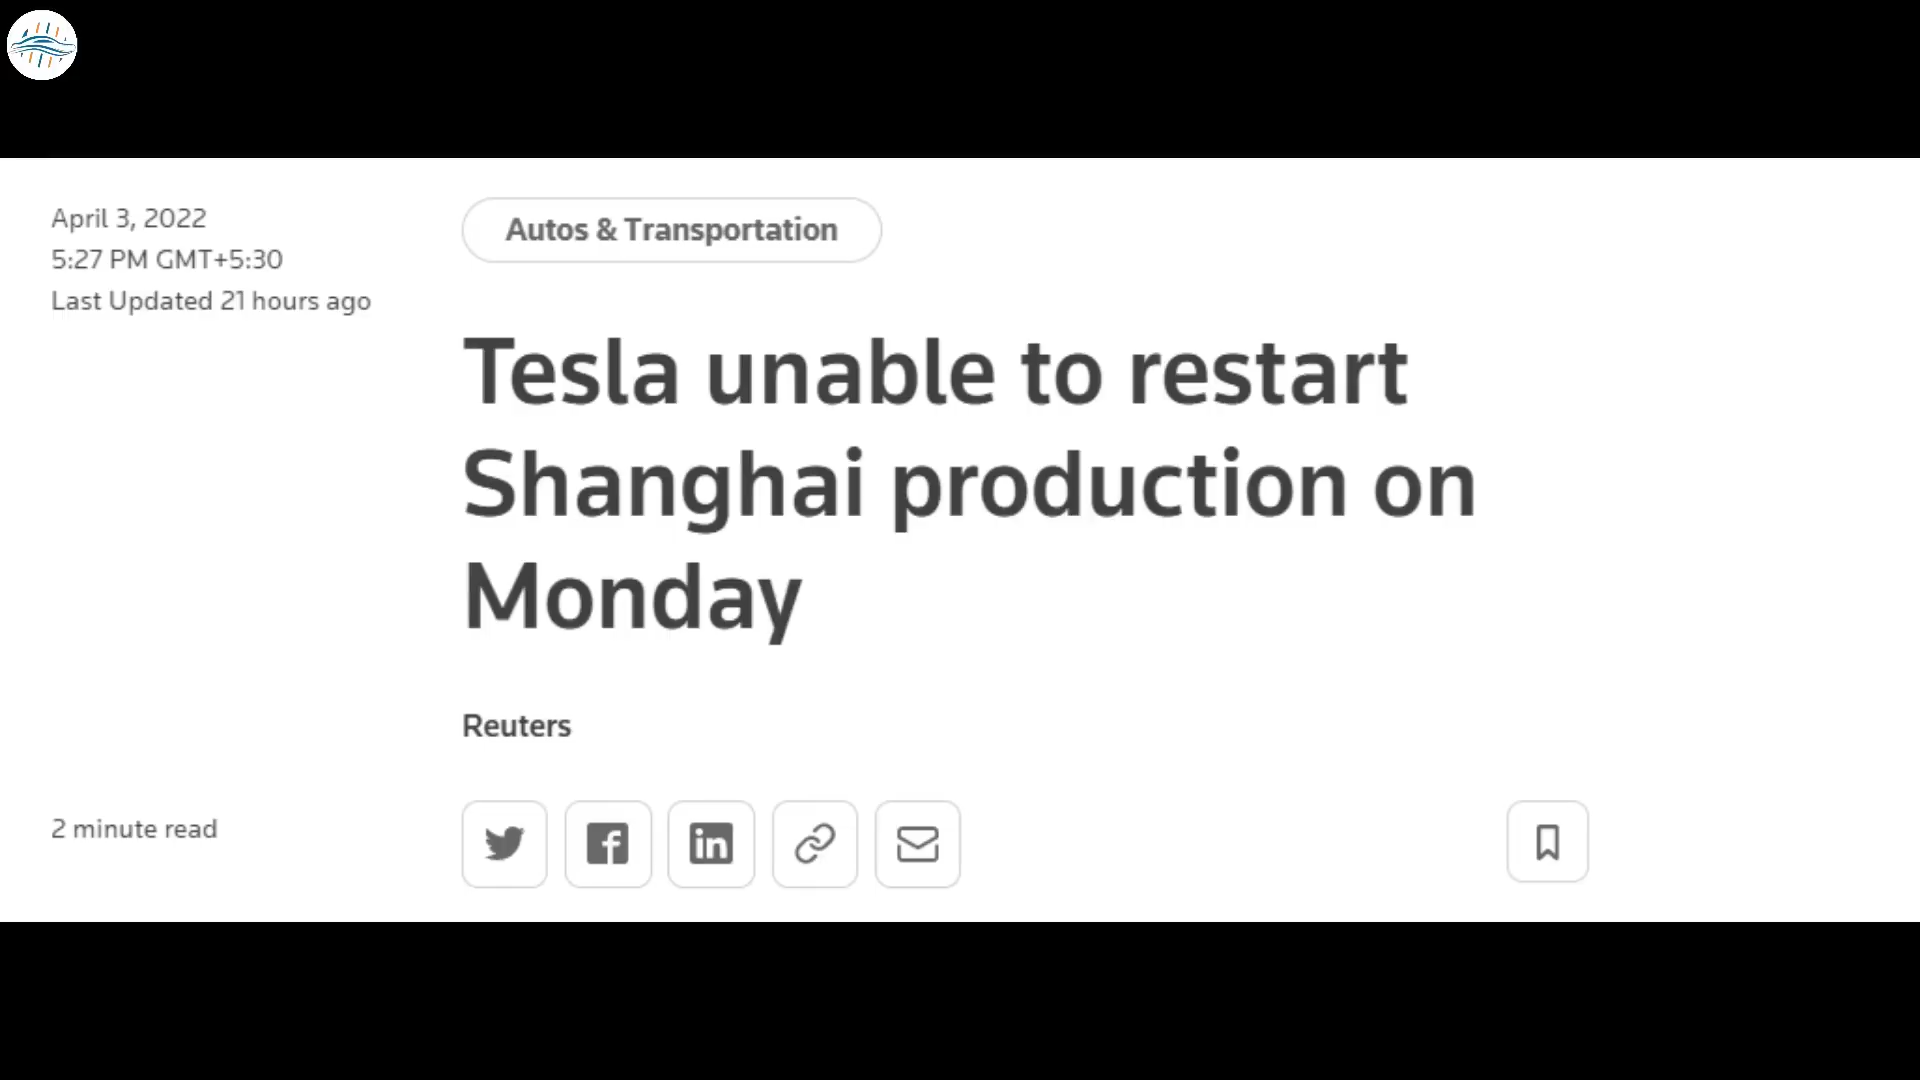 April 3, 2022
5:27 PM GMT+5:30
Last Updated 21 hours ago
Autos & Transportation
Tesla unable to restart
Shanghai production on
Monday
Reuters
2 minute read